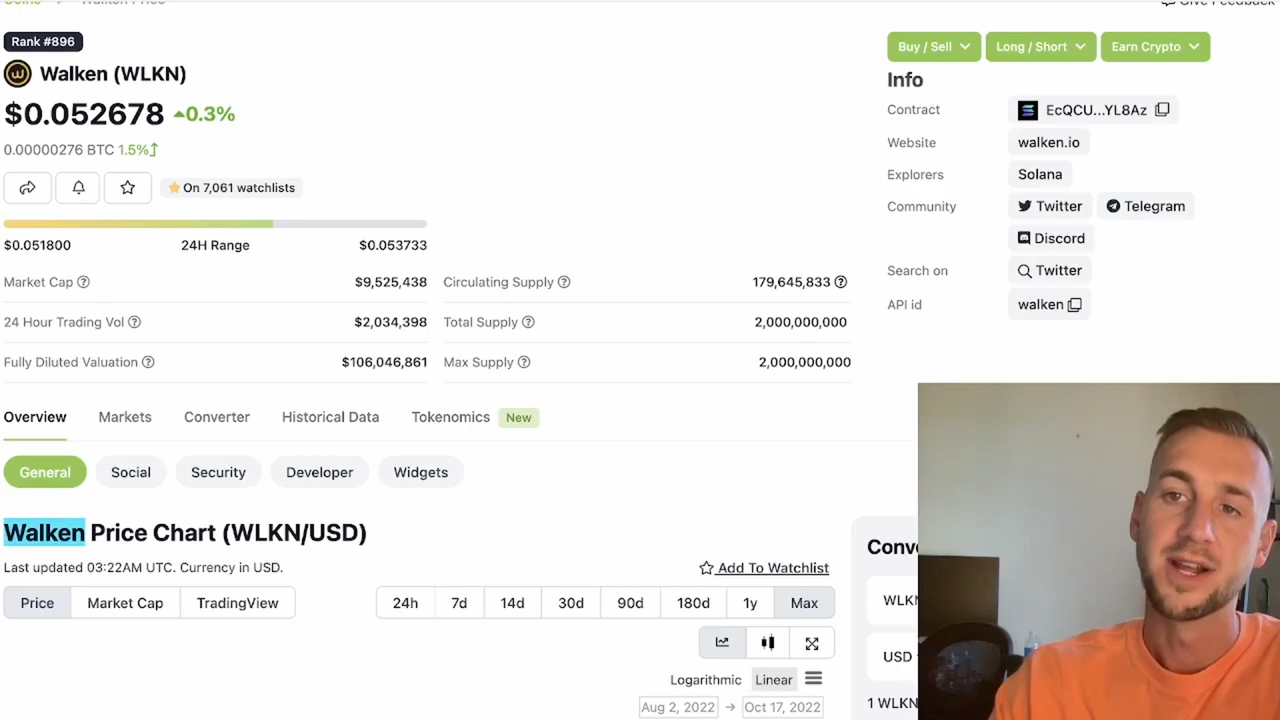 Coins Walken Price
Give Feedback
Rank #896
Walken (WLKN)
$0.052678 0.3%
0.00000276 BTC 1.5%
On 7,061 watchlists
$0.051800 24H Range $0.053733
Market Cap $9,525,438
24 Hour Trading Vol $2,034,398
Fully Diluted Valuation $106,046,861
Circulating Supply 179,645,833
Total Supply 2,000,000,000
Max Supply 2,000,000,000
Buy / Sell Long / Short Earn Crypto
Info
Contract EcQCU...YL8Az
Website walken.io
Explorers Solana
Community Twitter Telegram
Discord
Search on Twitter
API id walken
Overview Markets Converter Historical Data Tokenomics New
General Social Security Developer Widgets
Walken Price Chart (WLKN/USD)
Last updated 03:22AM UTC. Currency in USD.
Add To Watchlist
Price Market Cap TradingView
24h 7d 14d 30d 90d 180d 1y Max
Logarithmic Linear
Aug 2, 2022 → Oct 17, 2022
Conve
WLKN
USD
1 WLKN